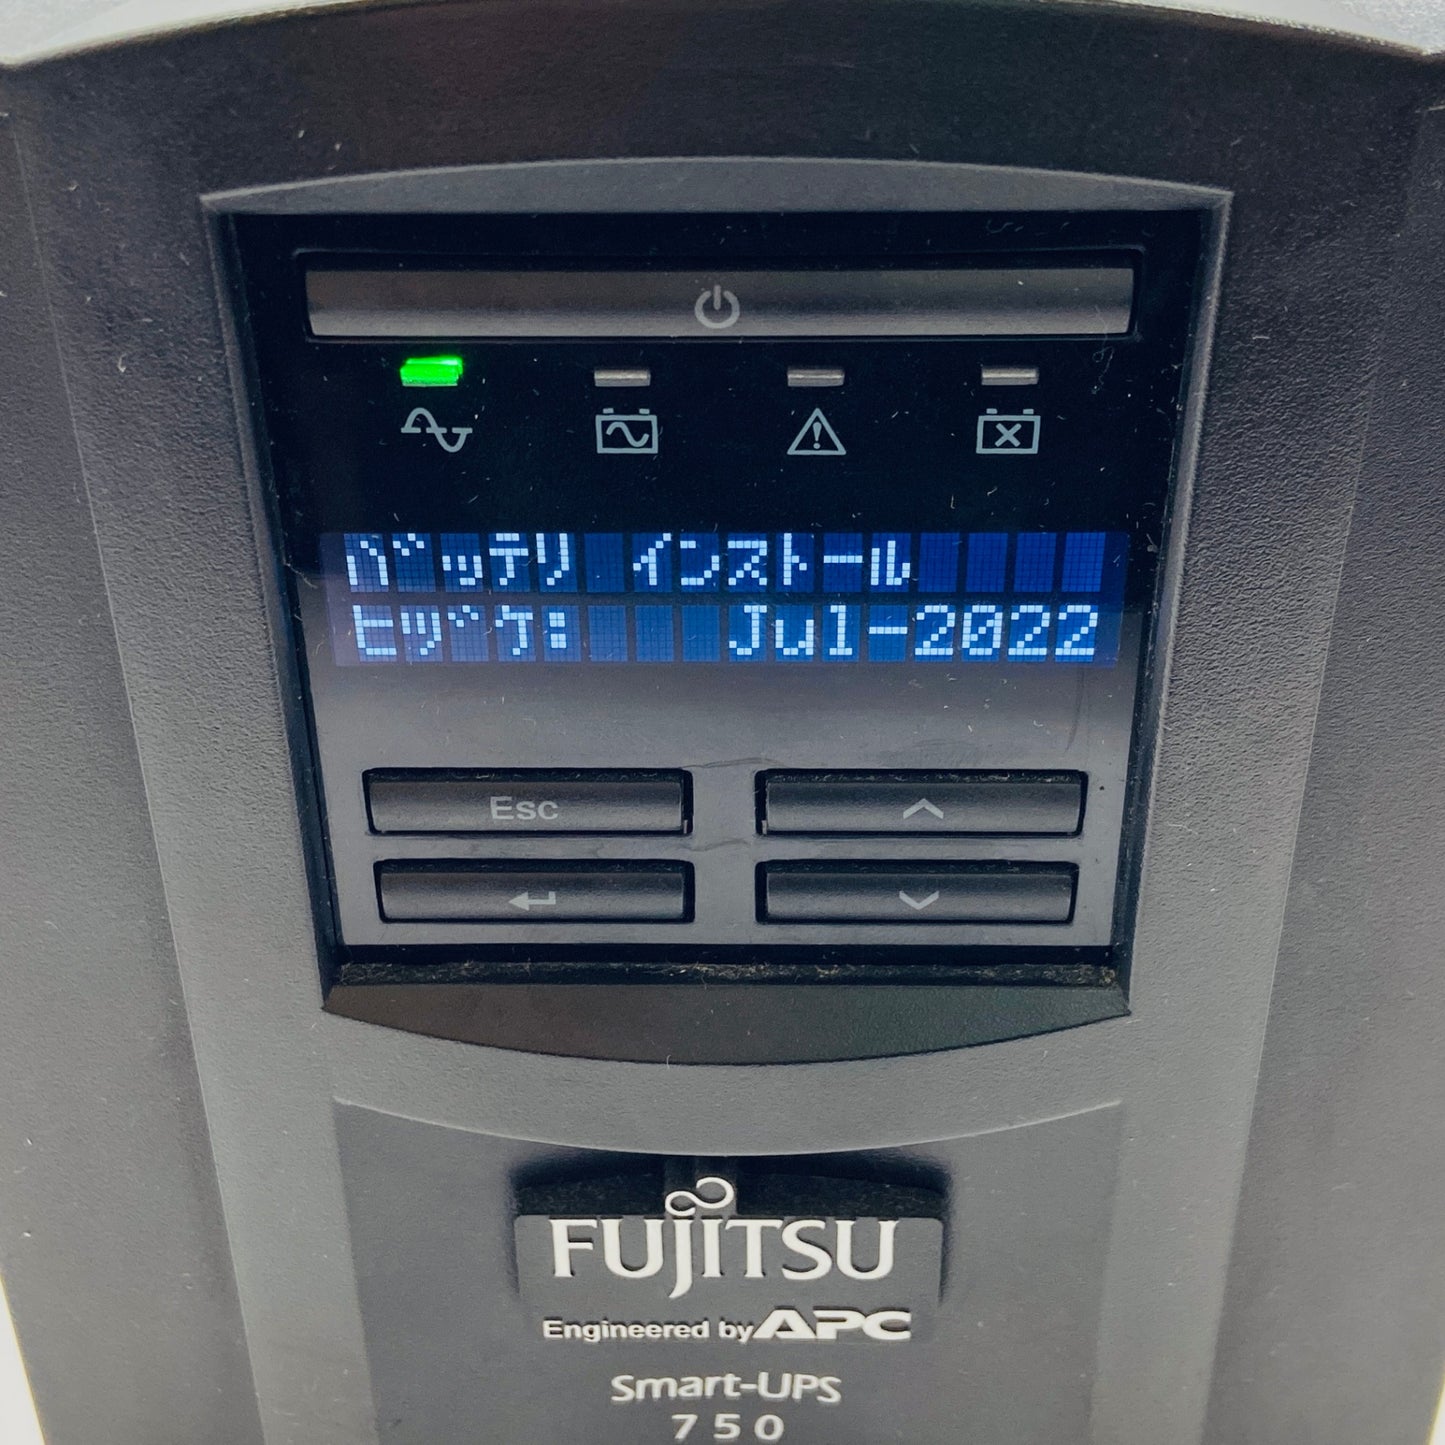 バッテリ インストール
ヒヅケ: Jul-2022
Esc
FUJITSU
Engineered by APC
Smart-UPS
750